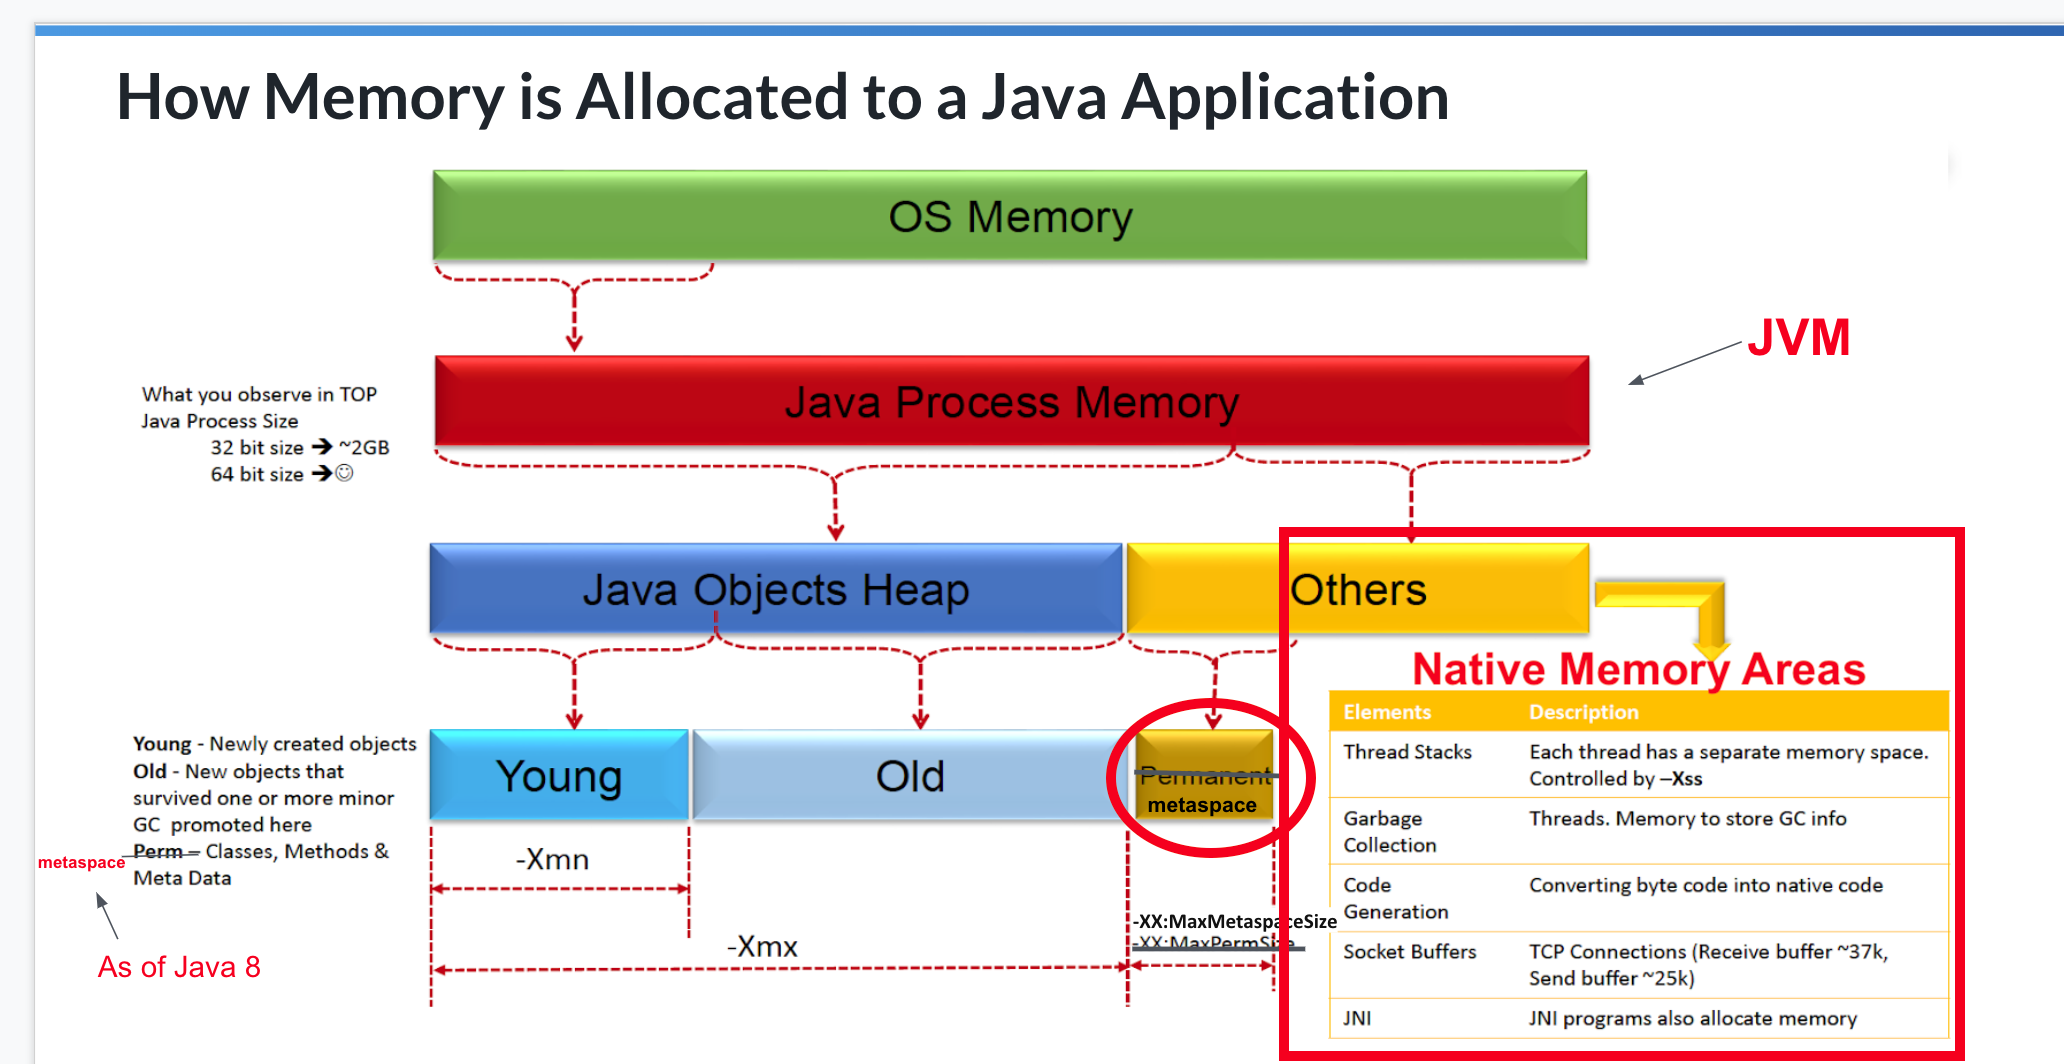 How Memory is Allocated to a Java Application
OS Memory
JVM
Java Process Memory
What you observe in TOP
Java Process Size
32 bit size ➔ ~2GB
64 bit size ➔☺
Java Objects Heap
Others
Native Memory Areas
Elements Description
Thread Stacks Each thread has a separate memory space.
Controlled by –Xss
Garbage Threads. Memory to store GC info
Collection
Code Converting byte code into native code
Generation
Socket Buffers TCP Connections (Receive buffer ~37k,
Send buffer ~25k)
JNI JNI programs also allocate memory
Young
Old
Permanent
metaspace
Young - Newly created objects
Old - New objects that
survived one or more minor
GC promoted here
metaspace Perm – Classes, Methods &
Meta Data
As of Java 8
-Xmn
-Xmx
-XX:MaxMetaspaceSize
-XX:MaxPermSize